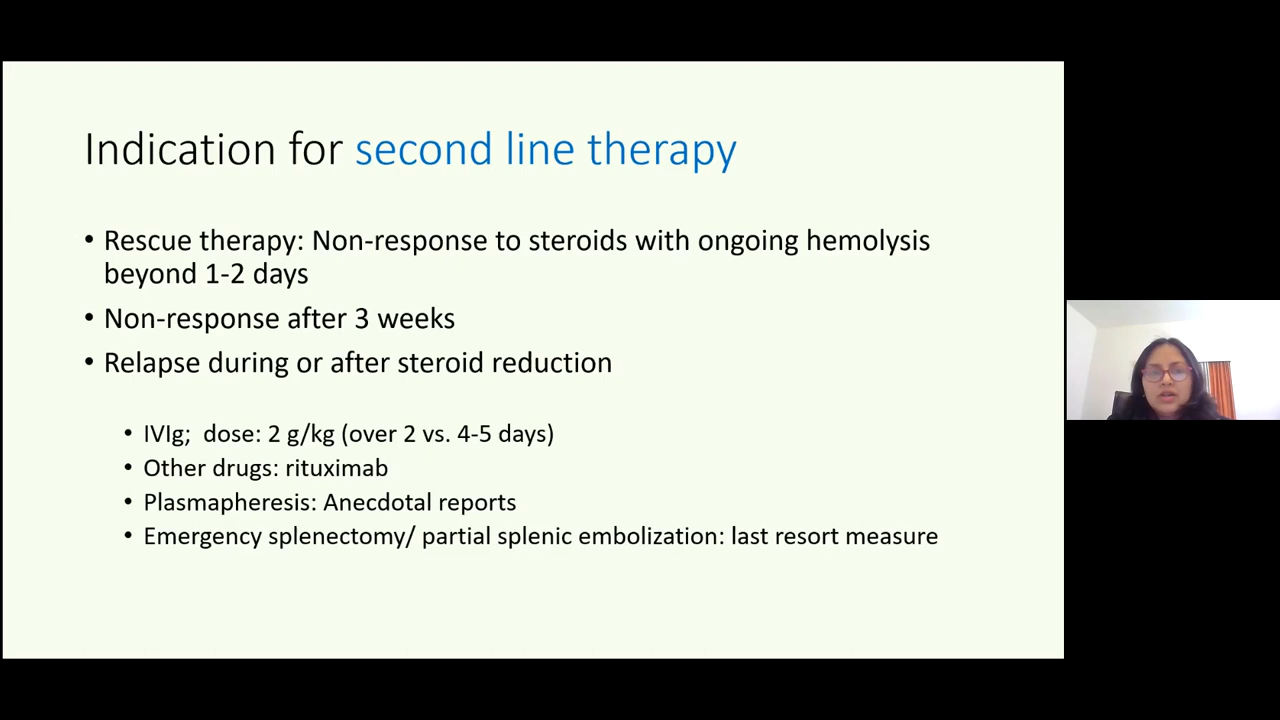 Indication for second line therapy
• Rescue therapy: Non-response to steroids with ongoing hemolysis
beyond 1-2 days
• Non-response after 3 weeks
• Relapse during or after steroid reduction
• IVIg;  dose: 2 g/kg (over 2 vs. 4-5 days)
• Other drugs: rituximab
• Plasmapheresis: Anecdotal reports
• Emergency splenectomy/ partial splenic embolization: last resort measure